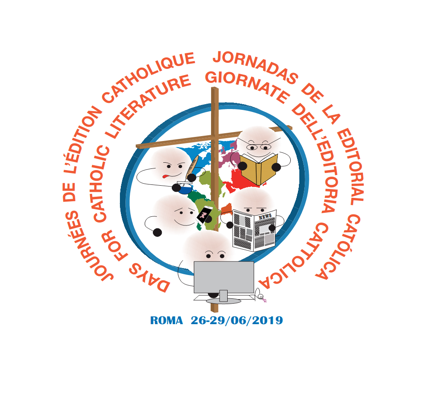 JOURNÉES DE L'ÉDITION CATHOLIQUE
JORNADAS DE LA EDITORIAL CATÓLICA
DAYS FOR CATHOLIC LITERATURE
GIORNATE DELL'EDITORIA CATTOLICA
NEWS
ROMA 26-29/06/2019